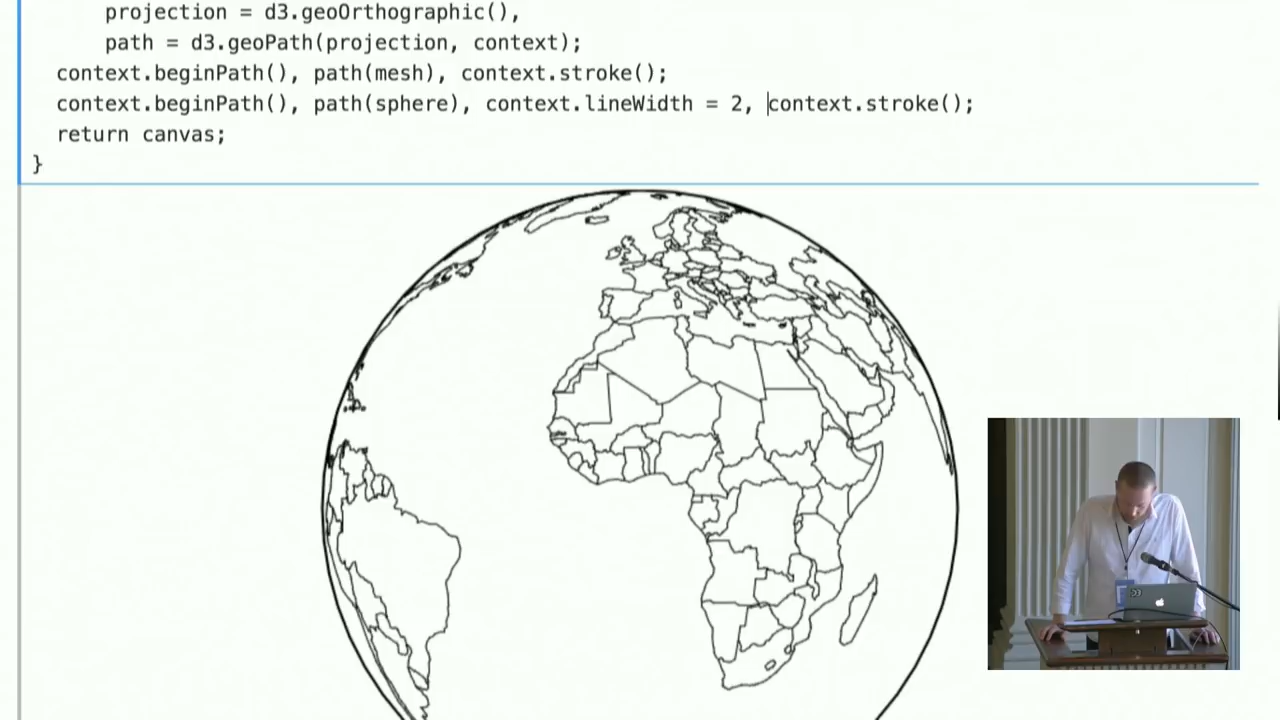 projection = d3.geoOrthographic(),
path = d3.geoPath(projection, context);
context.beginPath(), path(mesh), context.stroke();
context.beginPath(), path(sphere), context.lineWidth = 2, context.stroke();
return canvas;
}